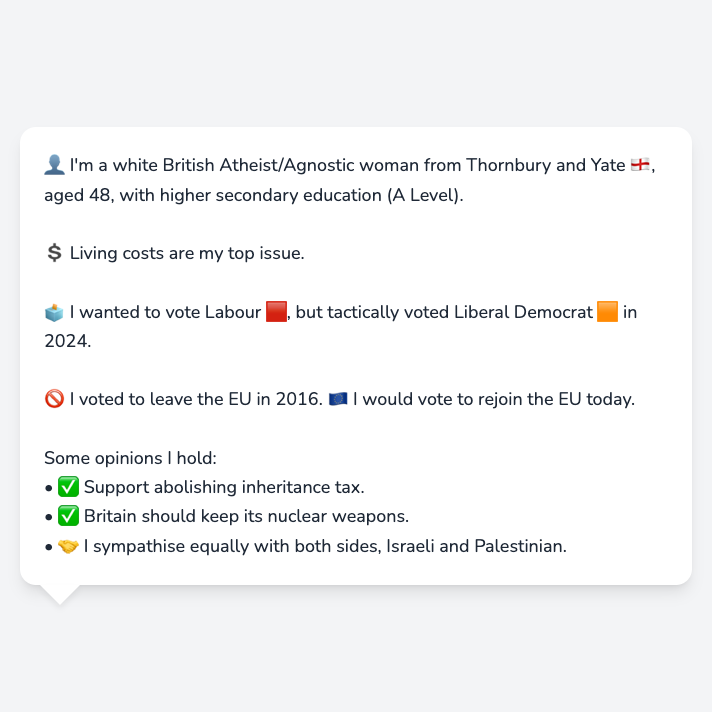 👤 I'm a white British Atheist/Agnostic woman from Thornbury and Yate 🏴󠁧󠁢󠁥󠁮󠁧󠁿,
aged 48, with higher secondary education (A Level).
💲 Living costs are my top issue.
🗳️ I wanted to vote Labour 🟥, but tactically voted Liberal Democrat 🟧 in
2024.
🚫 I voted to leave the EU in 2016. 🇪🇺 I would vote to rejoin the EU today.
Some opinions I hold:
• ✅ Support abolishing inheritance tax.
• ✅ Britain should keep its nuclear weapons.
• 🤝 I sympathise equally with both sides, Israeli and Palestinian.